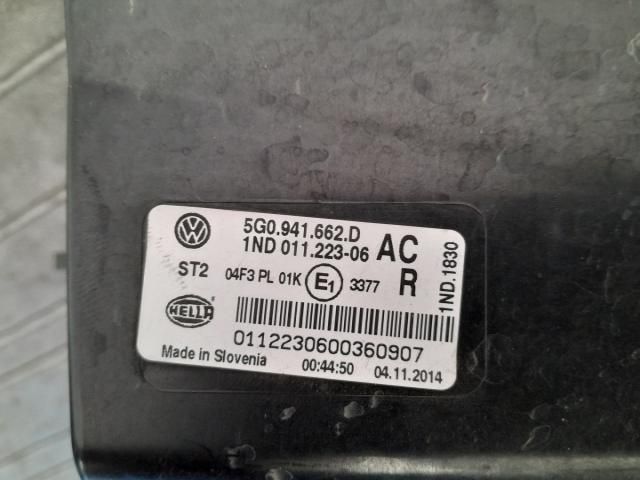 5G0.941.662.D
1ND 011.223-06 AC
ST2 04F3 PL 01K E1 3377 R
1ND.1830
HELLA
0112230600360907
Made in Slovenia 00:44:50 04.11.2014